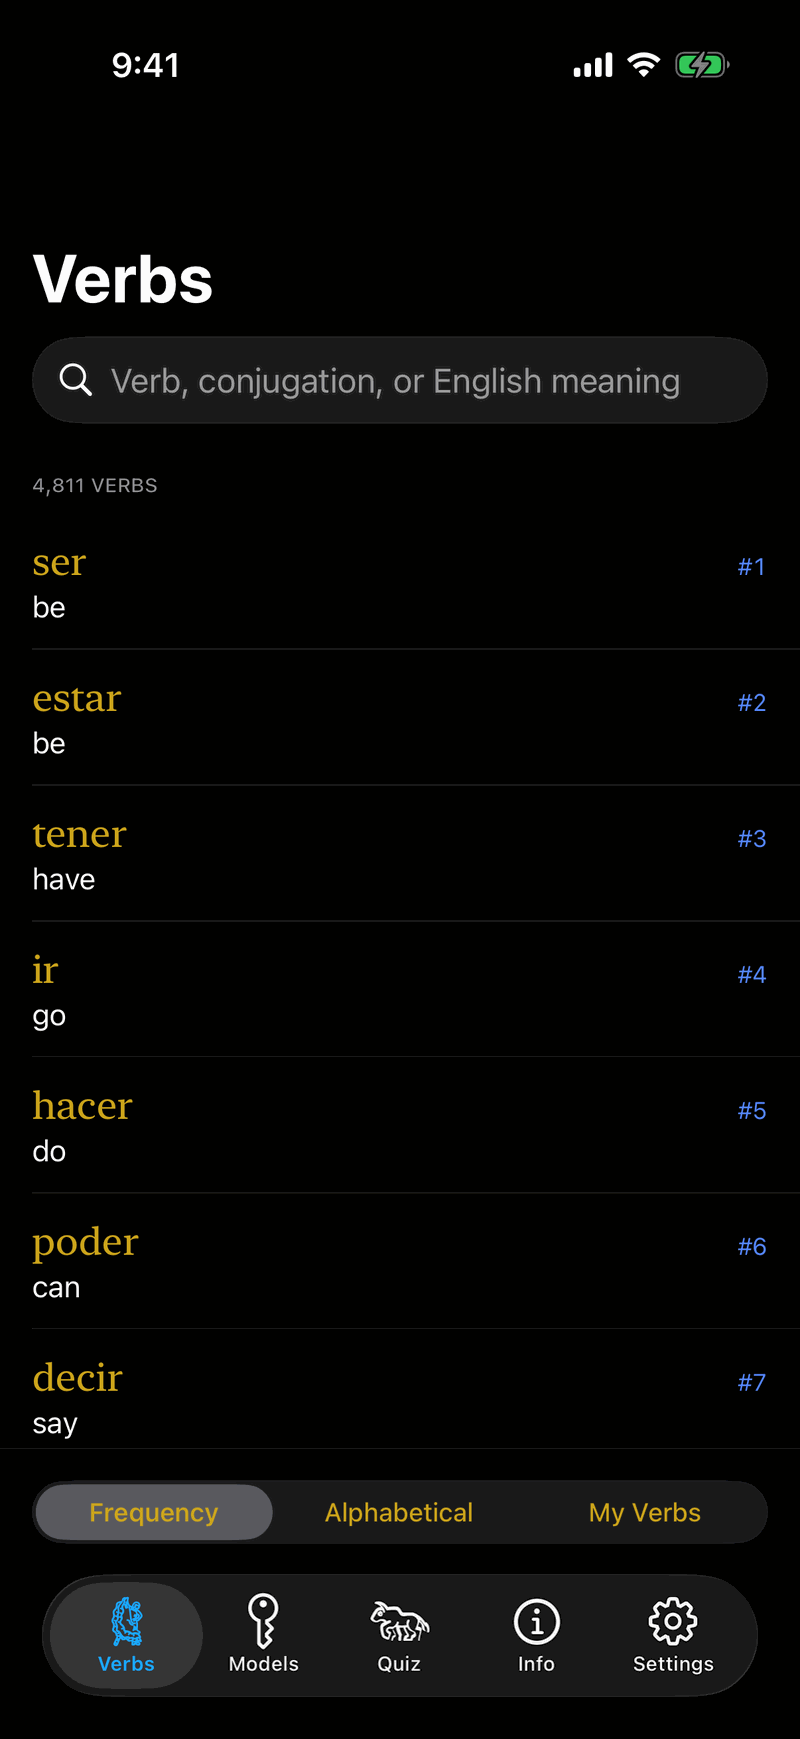 9:41
Verbs
Verb, conjugation, or English meaning
4,811 VERBS
ser #1
be
estar #2
be
tener #3
have
ir #4
go
hacer #5
do
poder #6
can
decir #7
say
Frequency Alphabetical My Verbs
Verbs Models Quiz Info Settings